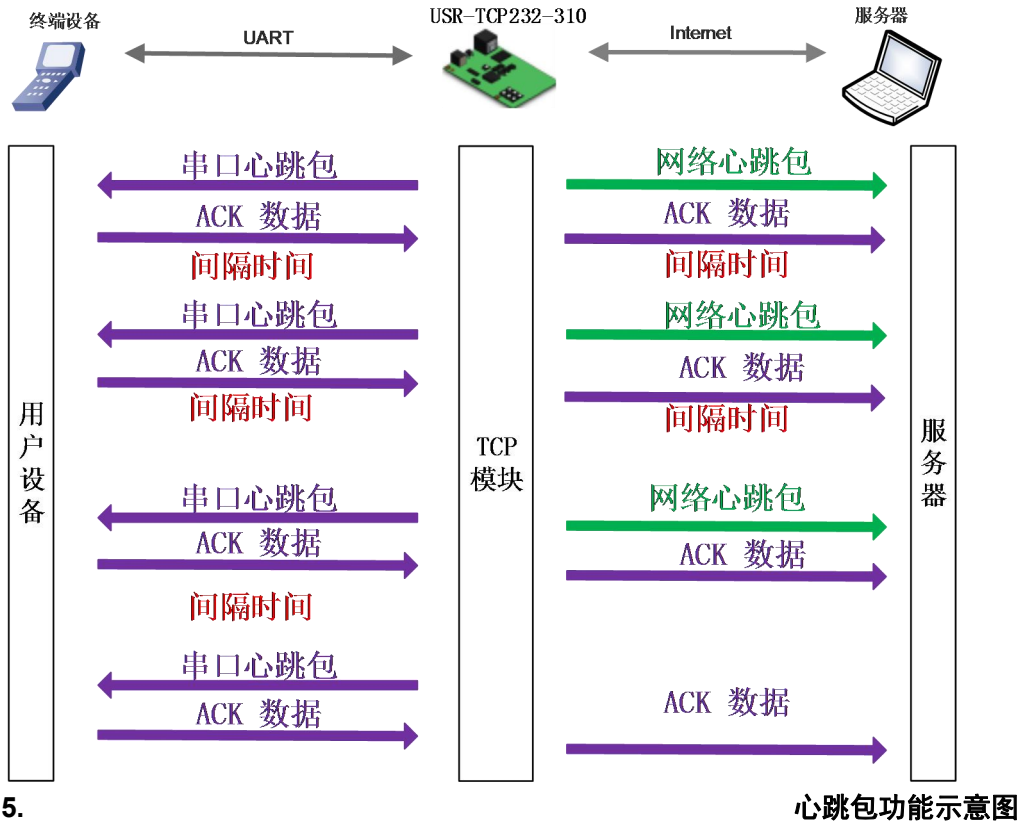 终端设备
UART
USR-TCP232-310
Internet
服务器
串口心跳包
网络心跳包
ACK 数据
ACK 数据
间隔时间
间隔时间
串口心跳包
网络心跳包
ACK 数据
ACK 数据
间隔时间
间隔时间
用户设备
TCP
模块
服务器
串口心跳包
网络心跳包
ACK 数据
ACK 数据
间隔时间
串口心跳包
ACK 数据
ACK 数据
5.
心跳包功能示意图